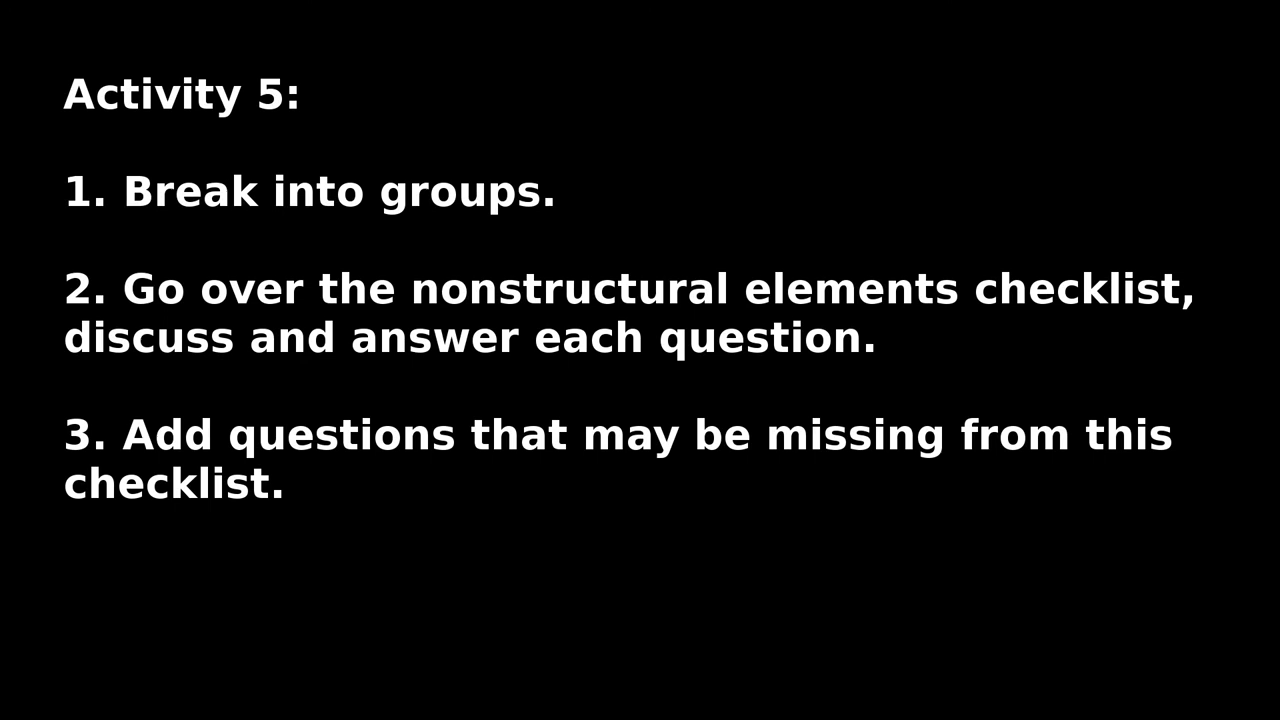 Activity 5:
1. Break into groups.
2. Go over the nonstructural elements checklist,
discuss and answer each question.
3. Add questions that may be missing from this
checklist.